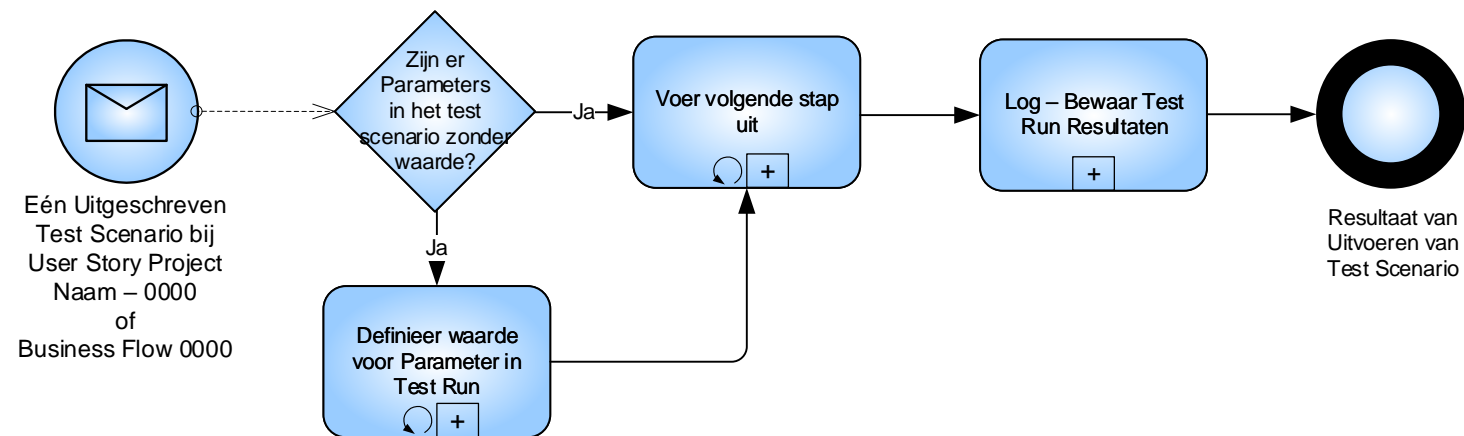 Eén Uitgeschreven
Test Scenario bij
User Story Project
Naam – 0000
of
Business Flow 0000
Zijn er
Parameters
in het test
scenario zonder
waarde?
Ja
Ja
Definieer waarde
voor Parameter in
Test Run
+
Voer volgende stap
uit
+
Log – Bewaar Test
Run Resultaten
+
Resultaat van
Uitvoeren van
Test Scenario